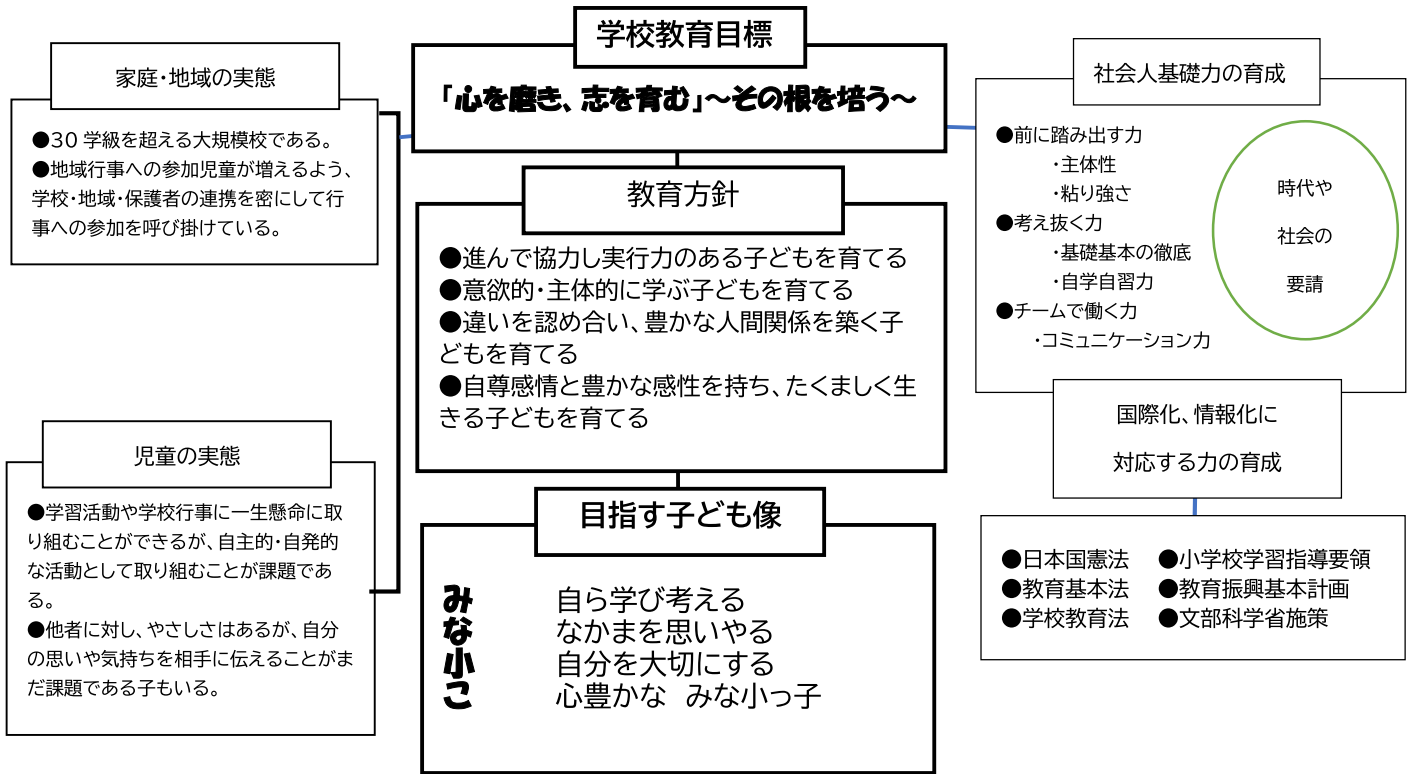 学校教育目標
「心を磨き、志を育む」～その根を培う～
家庭・地域の実態
●30 学級を超える大規模校である。
●地域行事への参加児童が増えるよう、
学校・地域・保護者の連携を密にして行
事への参加を呼び掛けている。
児童の実態
●学習活動や学校行事に一生懸命に取
り組むことができるが、自主的・自発的
な活動として取り組むことが課題であ
る。
●他者に対し、やさしさはあるが、自分
の思いや気持ちを相手に伝えることがま
だ課題である子もいる。
教育方針
●進んで協力し実行力のある子どもを育てる
●意欲的・主体的に学ぶ子どもを育てる
●違いを認め合い、豊かな人間関係を築く子
どもを育てる
●自尊感情と豊かな感性を持ち、たくましく生
きる子どもを育てる
目指す子ども像
み 自ら学び考える
な なかまを思いやる
小 自分を大切にする
こ 心豊かな みな小っ子
社会人基礎力の育成
●前に踏み出す力
・主体性
・粘り強さ
●考え抜く力
・基礎基本の徹底
・自学自習力
●チームで働く力
・コミュニケーション力
時代や
社会の
要請
国際化、情報化に
対応する力の育成
●日本国憲法 ●小学校学習指導要領
●教育基本法 ●教育振興基本計画
●学校教育法 ●文部科学省施策